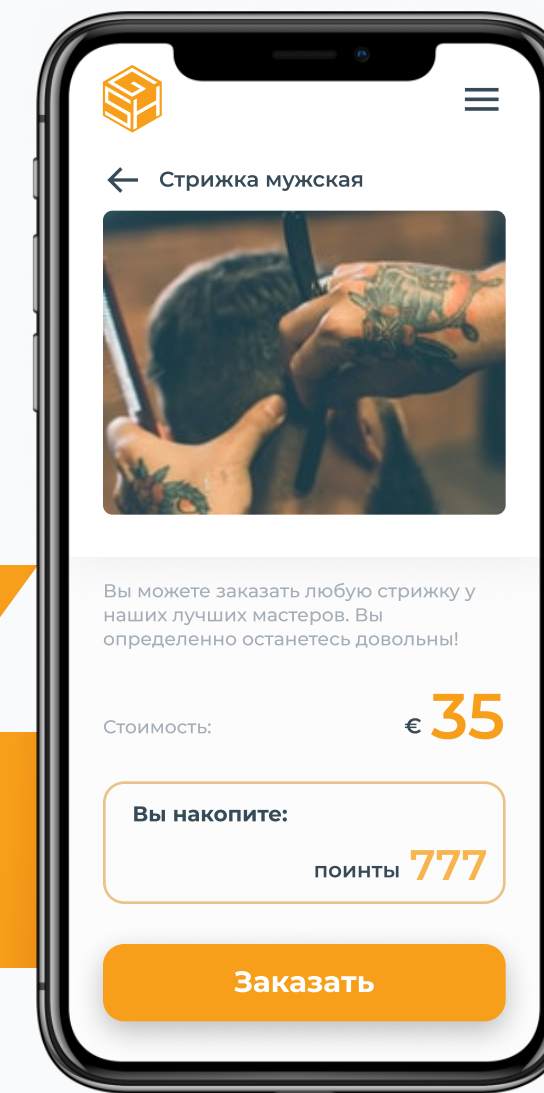 Стрижка мужская
Вы можете заказать любую стрижку у
наших лучших мастеров. Вы
определенно останетесь довольны!
Стоимость: € 35
Вы накопите:
поинты 777
Заказать